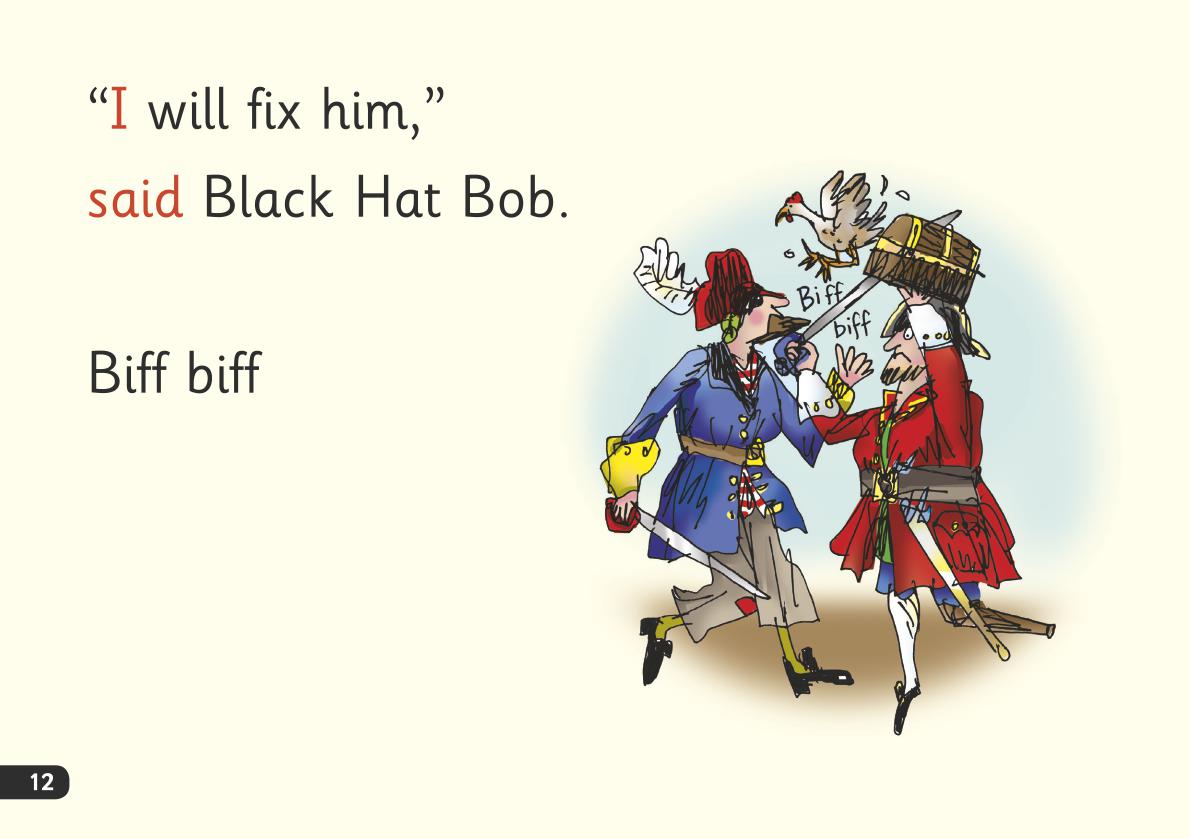 “I will fix him,”
said Black Hat Bob.
Biff biff
Biff
biff
12